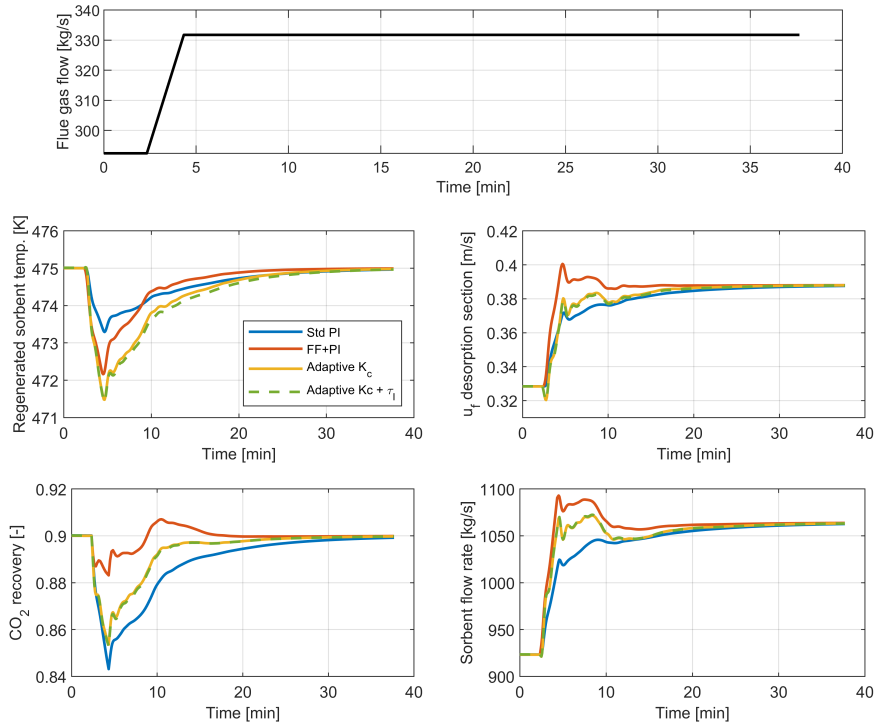 340
330
320
310
300
Flue gas flow [kg/s]
0 5 10 15 20 25 30 35 40
Time [min]
476
475
474
473
472
471
Regenerated sorbent temp. [K]
Std PI
FF+PI
Adaptive Kc
Adaptive Kc + τI
0 10 20 30 40
Time [min]
0.42
0.4
0.38
0.36
0.34
0.32
uf desorption section [m/s]
0 10 20 30 40
Time [min]
0.92
0.9
0.88
0.86
0.84
CO2 recovery [-]
0 10 20 30 40
Time [min]
1100
1050
1000
950
900
Sorbent flow rate [kg/s]
0 10 20 30 40
Time [min]